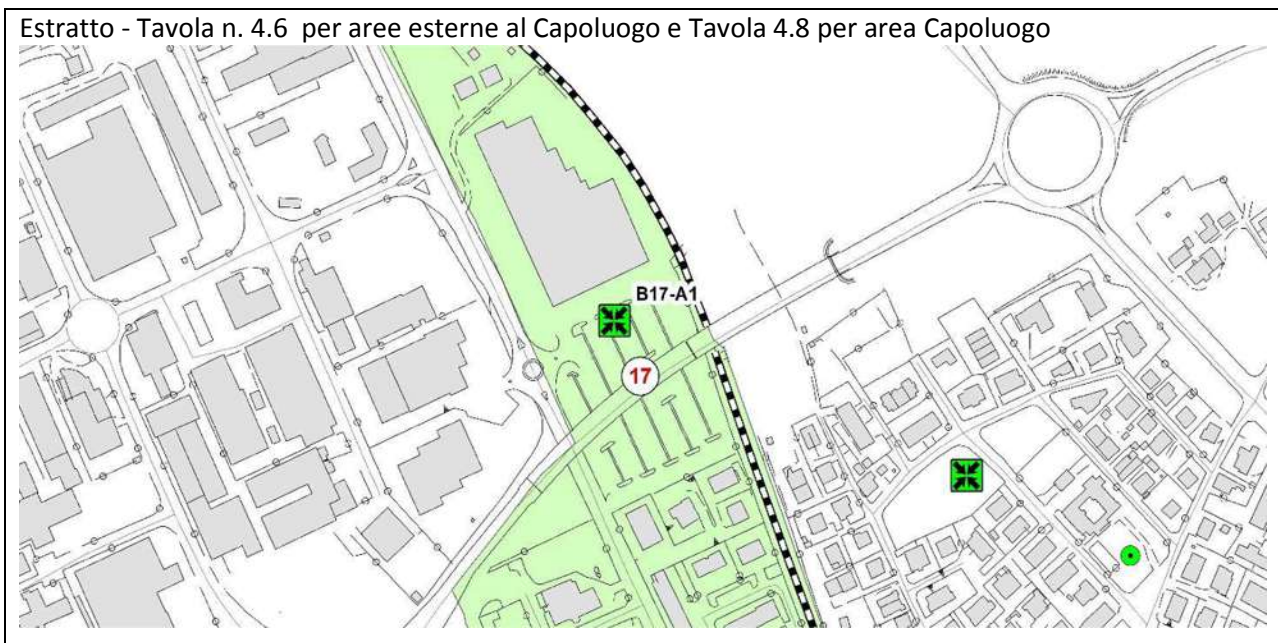 Estratto - Tavola n. 4.6  per aree esterne al Capoluogo e Tavola 4.8 per area Capoluogo
B17-A1
17